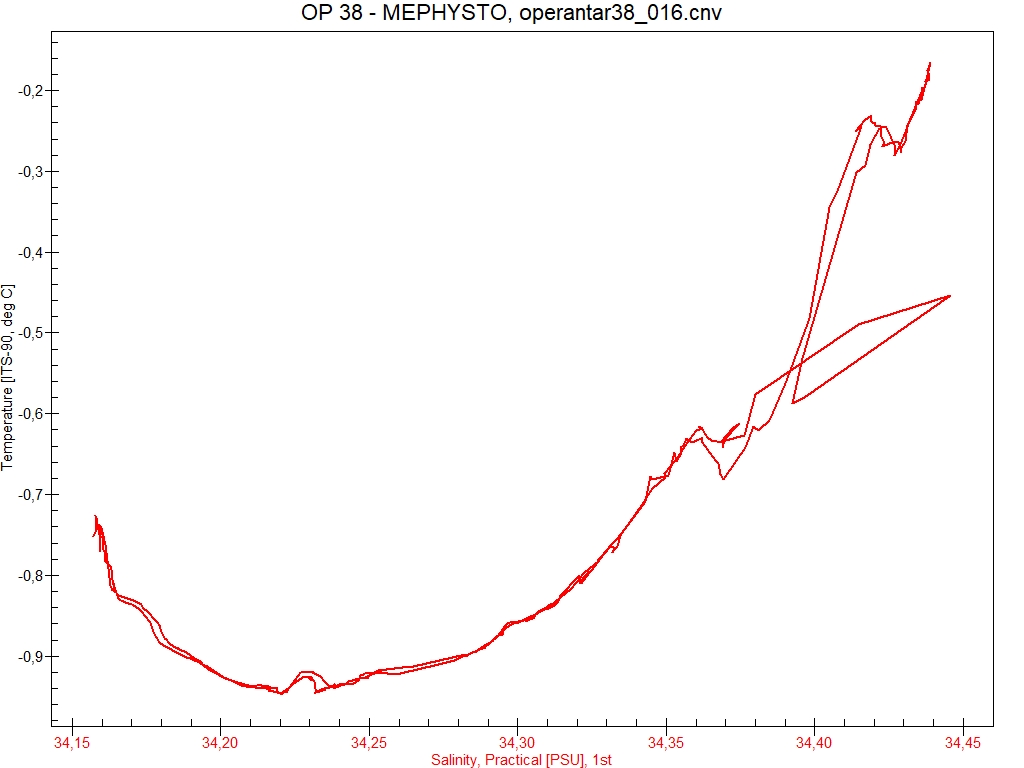 OP 38 - MEPHYSTO, operantar38_016.cnv
-0,2
-0,3
-0,4
-0,5
-0,6
-0,7
-0,8
-0,9
Temperature [ITS-90, deg C]
34,15 34,20 34,25 34,30 34,35 34,40 34,45
Salinity, Practical [PSU], 1st